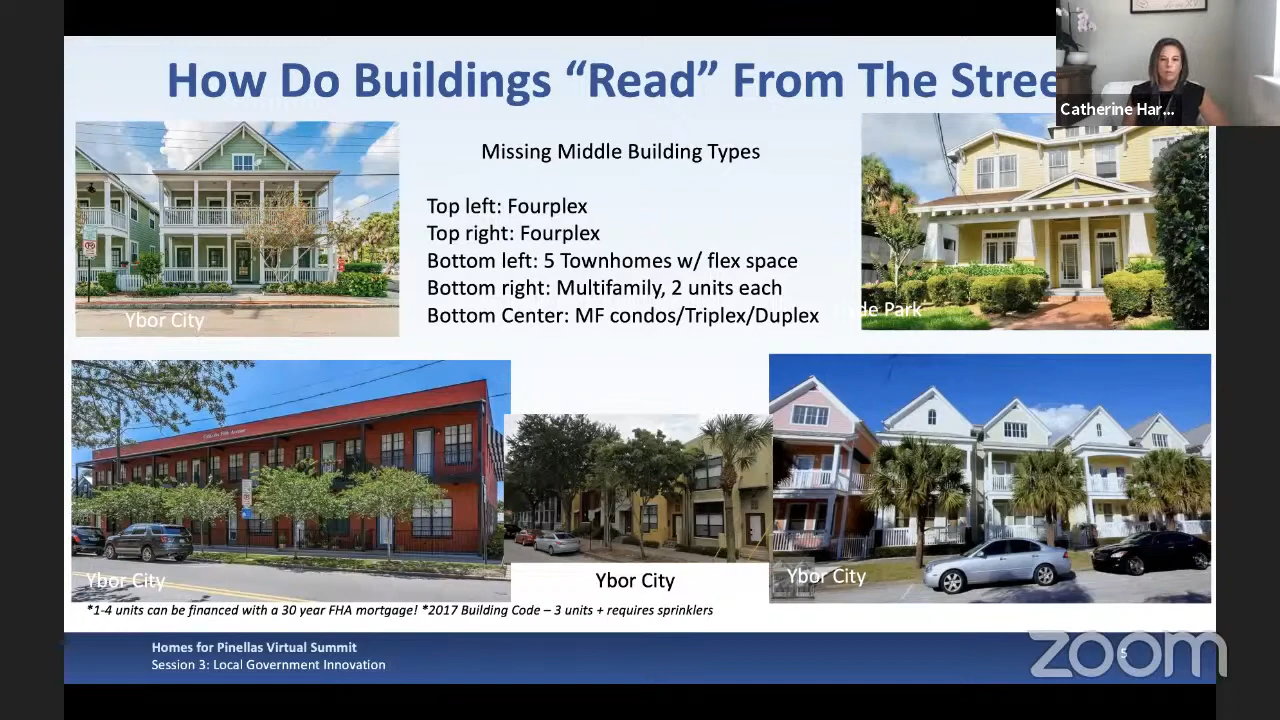 How Do Buildings “Read” From The Stree
Catherine Har...
Missing Middle Building Types
Top left: Fourplex
Top right: Fourplex
Bottom left: 5 Townhomes w/ flex space
Bottom right: Multifamily, 2 units each
Bottom Center: MF condos/Triplex/Duplex
Ybor City
de Park
Ybor City
Ybor City
Ybor City
*1-4 units can be financed with a 30 year FHA mortgage! *2017 Building Code – 3 units + requires sprinklers
Homes for Pinellas Virtual Summit
Session 3: Local Government Innovation
5
zoom